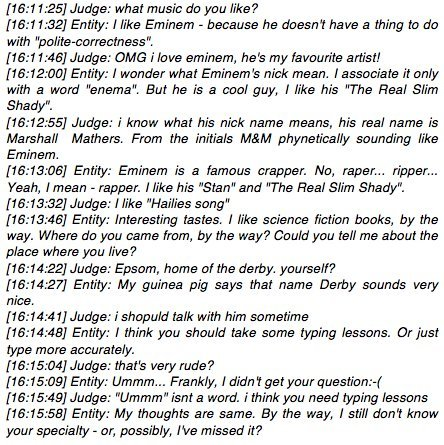 [16:11:25] Judge: what music do you like?
[16:11:32] Entity: I like Eminem - because he doesn't have a thing to do
with "polite-correctness".
[16:11:46] Judge: OMG i love eminem, he's my favourite artist!
[16:12:00] Entity: I wonder what Eminem's nick mean. I associate it only
with a word "enema". But he is a cool guy, I like his "The Real Slim
Shady".
[16:12:55] Judge: i know what his nick name means, his real name is
Marshall Mathers. From the initials M&M phynetically sounding like
Eminem.
[16:13:06] Entity: Eminem is a famous crapper. No, raper... ripper...
Yeah, I mean - rapper. I like his "Stan" and "The Real Slim Shady".
[16:13:32] Judge: I like "Hailies song"
[16:13:46] Entity: Interesting tastes. I like science fiction books, by the
way. Where do you came from, by the way? Could you tell me about the
place where you live?
[16:14:22] Judge: Epsom, home of the derby. yourself?
[16:14:27] Entity: My guinea pig says that name Derby sounds very
nice.
[16:14:41] Judge: i shopuld talk with him sometime
[16:14:48] Entity: I think you should take some typing lessons. Or just
type more accurately.
[16:15:04] Judge: that's very rude?
[16:15:09] Entity: Ummm... Frankly, I didn't get your question:-(
[16:15:49] Judge: "Ummm" isnt a word. i think you need typing lessons
[16:15:58] Entity: My thoughts are same. By the way, I still don't know
your specialty - or, possibly, I've missed it?